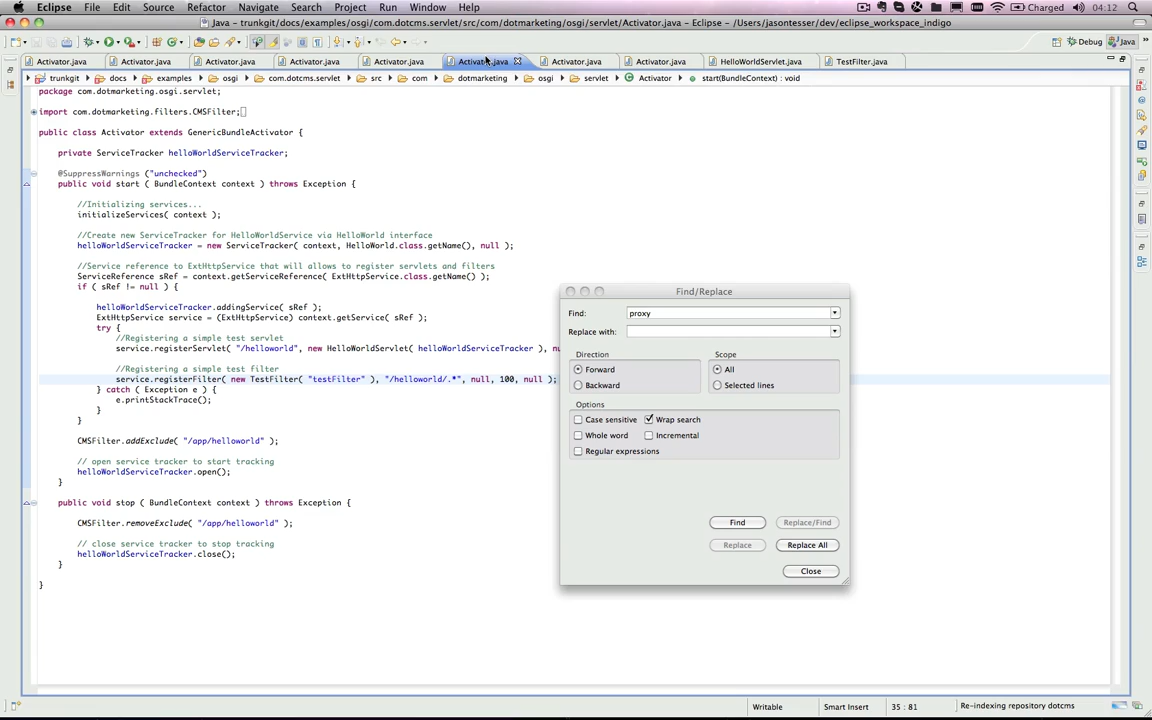 Eclipse File Edit Source Refactor Navigate Search Project Run Window Help Charged 04:12
Java - trunkgit/docs/examples/osgi/com.dotcms.servlet/src/com/dotmarketing/osgi/servlet/Activator.java - Eclipse - /Users/jasontesser/dev/eclipse_workspace_indigo
Debug Java
Activator.java Activator.java Activator.java Activator.java Activator.java Activator.java Activator.java Activator.java HelloWorldServlet.java TestFilter.java
trunkgit docs examples osgi com.dotcms.servlet src com dotmarketing osgi servlet Activator start(BundleContext) : void
package com.dotmarketing.osgi.servlet;
import com.dotmarketing.filters.CMSFilter;
public class Activator extends GenericBundleActivator {
private ServiceTracker helloWorldServiceTracker;
@SuppressWarnings ("unchecked")
public void start ( BundleContext context ) throws Exception {
//Initializing services...
initializeServices ( context );
//Create new ServiceTracker for HelloWorldService via HelloWorld interface
helloWorldServiceTracker = new ServiceTracker( context, HelloWorld.class.getName(), null );
//Service reference to ExtHttpService that will allows to register servlets and filters
ServiceReference sRef = context.getServiceReference( ExtHttpService.class.getName() );
if ( sRef != null ) {
helloWorldServiceTracker.addingService( sRef );
ExtHttpService service = (ExtHttpService) context.getService( sRef );
try {
//Registering a simple test servlet
service.registerServlet( "/helloworld", new HelloWorldServlet( helloWorldServiceTracker ), nu
//Registering a simple test filter
service.registerFilter( new TestFilter( "testFilter" ), "/helloworld/.*", null, 100, null );
} catch ( Exception e ) {
e.printStackTrace();
}
}
CMSFilter.addExclude( "/app/helloworld" );
// open service tracker to start tracking
helloWorldServiceTracker.open();
}
public void stop ( BundleContext context ) throws Exception {
CMSFilter.removeExclude( "/app/helloworld" );
// close service tracker to stop tracking
helloWorldServiceTracker.close();
}
}
Find/Replace
Find: proxy
Replace with:
Direction Scope
Forward All
Backward Selected lines
Options
Case sensitive Wrap search
Whole word Incremental
Regular expressions
Find Replace/Find
Replace Replace All
Close
Writable Smart Insert 35 : 81 Re-indexing repository dotcms